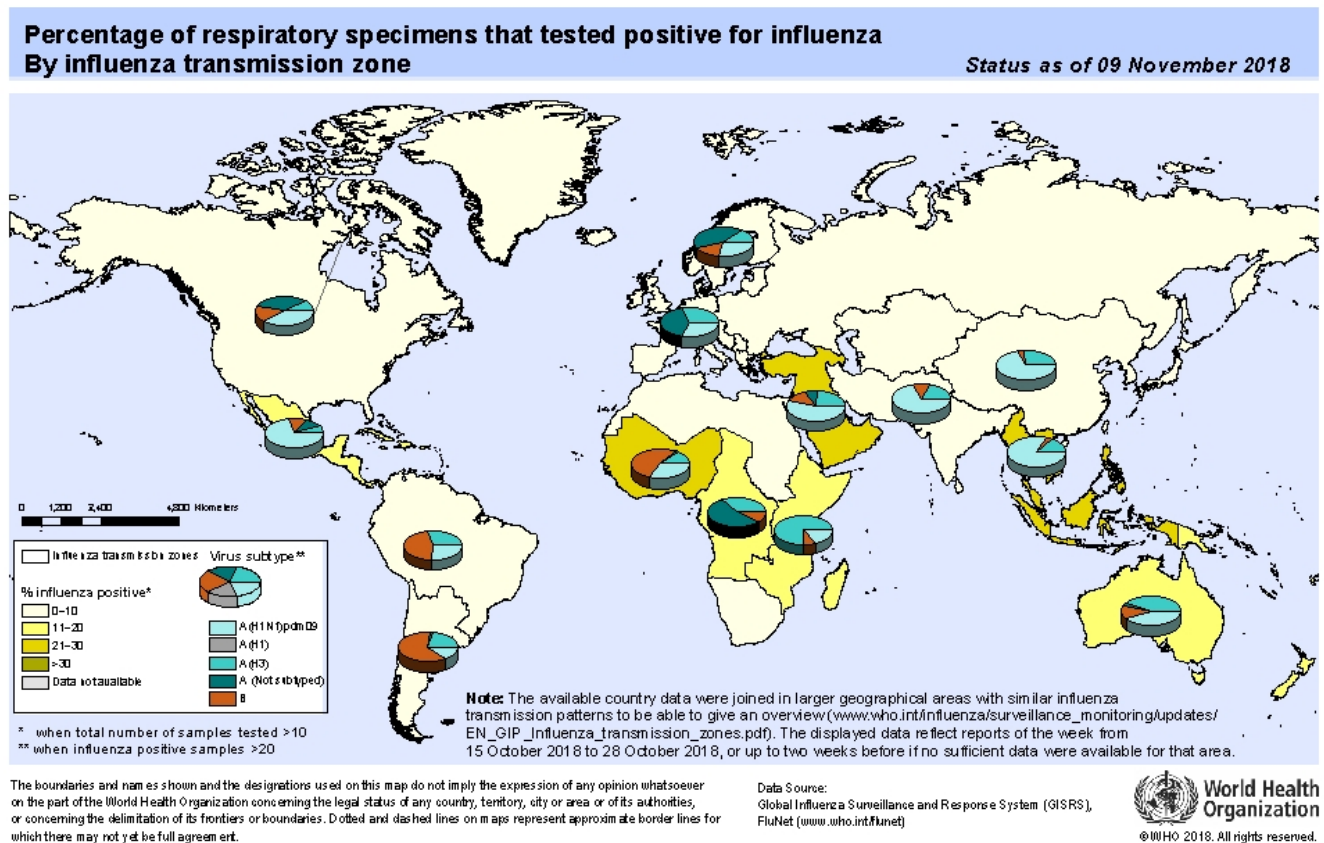 Percentage of respiratory specimens that tested positive for influenza
By influenza transmission zone
Status as of 09 November 2018
0 1,200 2,400 4,800 Kilometers
Influenza transmission zones
% influenza positive*
0-10
11-20
21-30
>30
Data not available
Virus subtype**
A(H1N1)pdm09
A(H1)
A(H3)
A (Not subtyped)
B
* when total number of samples tested >10
** when influenza positive samples >20
Note: The available country data were joined in larger geographical areas with similar influenza
transmission patterns to be able to give an overview (www.who.int/influenza/surveillance_monitoring/updates/
EN_GIP_Influenza_transmission_zones.pdf). The displayed data reflect reports of the week from
15 October 2018 to 28 October 2018, or up to two weeks before if no sufficient data were available for that area.
The boundaries and names shown and the designations used on this map do not imply the expression of any opinion whatsoever
on the part of the World Health Organization concerning the legal status of any country, territory, city or area or of its authorities,
or concerning the delimitation of its frontiers or boundaries. Dotted and dashed lines on maps represent approximate border lines for
which there may not yet be full agreement.
Data Source:
Global Influenza Surveillance and Response System (GISRS),
FluNet (www.who.int/flunet)
World Health
Organization
©WHO 2018. All rights reserved.